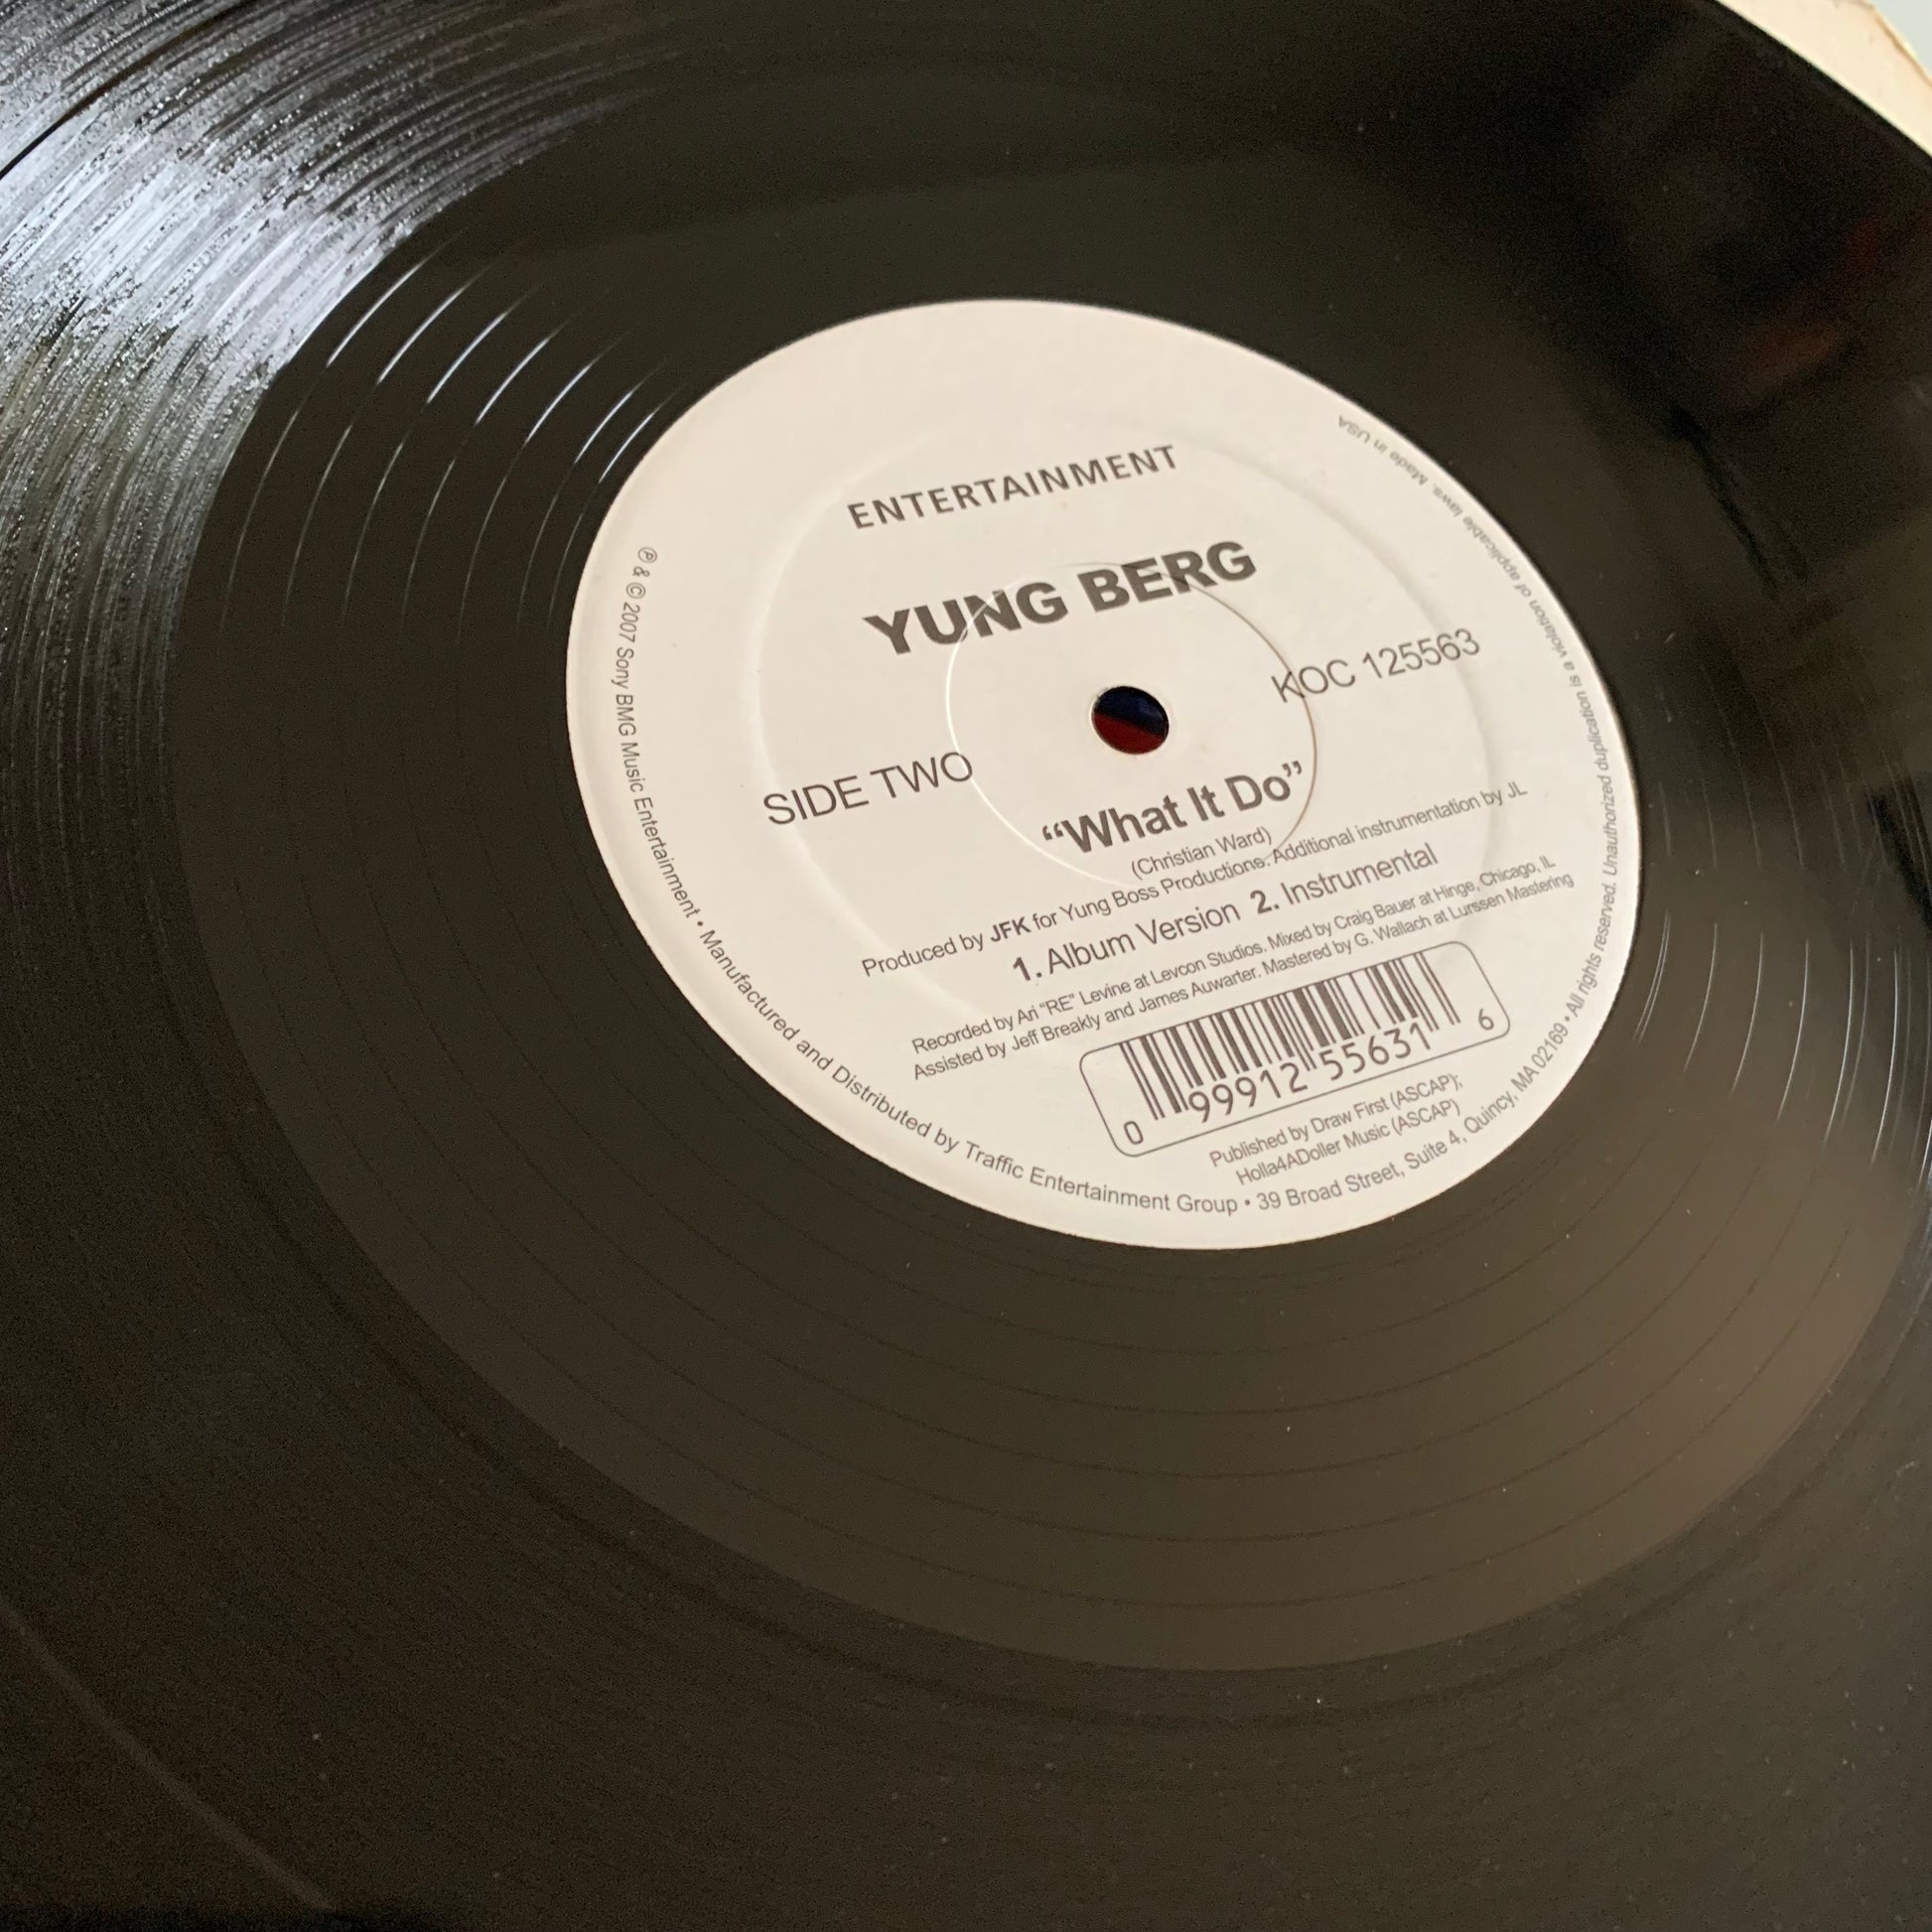 ENTERTAINMENT
YUNG BERG
KOC 125563
SIDE TWO
“What It Do”
(Christian Ward)
Produced by JFK for Yung Boss Productions. Additional instrumentation by JL
1. Album Version 2. Instrumental
Recorded by Ari “RE” Levine at Levcon Studios. Mixed by Craig Bauer at Hinge, Chicago, IL
Assisted by Jeff Breakly and James Auwarter. Mastered by G. Wallach at Lurssen Mastering
0 99912 55631 6
Published by Draw First (ASCAP);
Holla4ADoller Music (ASCAP)
℗ & © 2007 Sony BMG Music Entertainment • Manufactured and Distributed by Traffic Entertainment Group • 39 Broad Street, Suite 4, Quincy, MA 02169 • All rights reserved. Unauthorized duplication is a violation of applicable laws. Made in USA